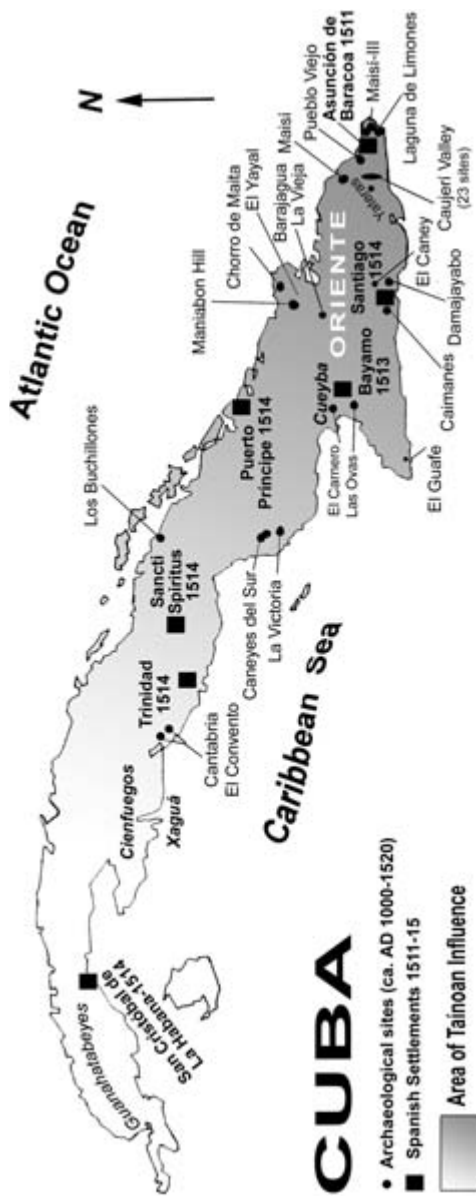 Atlantic Ocean
N
Los Buchillones
Maniabon Hill
Chorro de Maita
El Yayal
Barajagua
La Vieja
Maisí
Pueblo Viejo
Asunción de
Baracoa 1511
Maisí-III
Laguna de Limones
Caujerí Valley
(23 sites)
Yateras
ORIENTE
Santiago
1514
El Caney
Damajayabo
Caimanes
Cueyba
Bayamo
1513
El Carnero
Las Ovas
El Guafe
Puerto
Principe 1514
Caneyes del Sur
La Victoria
Sancti
Spiritus
1514
Trinidad
1514
Cantabria
El Convento
Cienfuegos
Xaguá
Guanahatabeyes
San Cristóbal de
La Habana-1514
Caribbean Sea
CUBA
Archaeological sites (ca. AD 1000-1520)
Spanish Settlements 1511-15
Area of Tainoan Influence